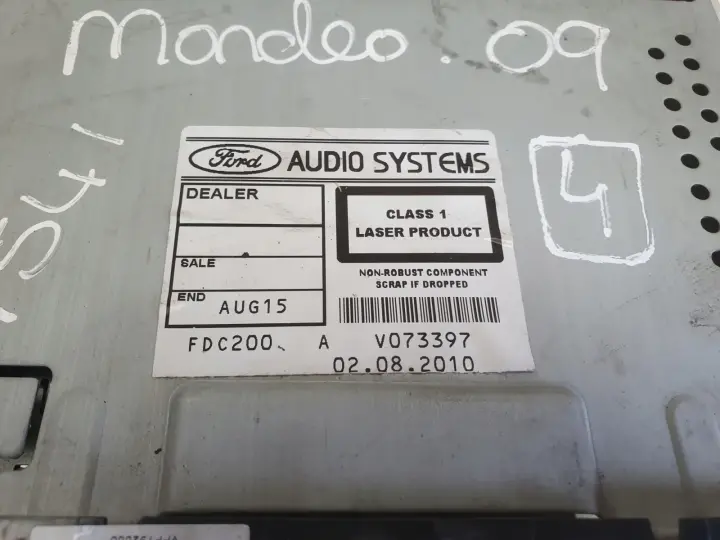 Mondeo. 09
1541
4
Ford AUDIO SYSTEMS
DEALER
SALE
END AUG15
CLASS 1
LASER PRODUCT
NON-ROBUST COMPONENT
SCRAP IF DROPPED
FDC200 A V073397
02.08.2010